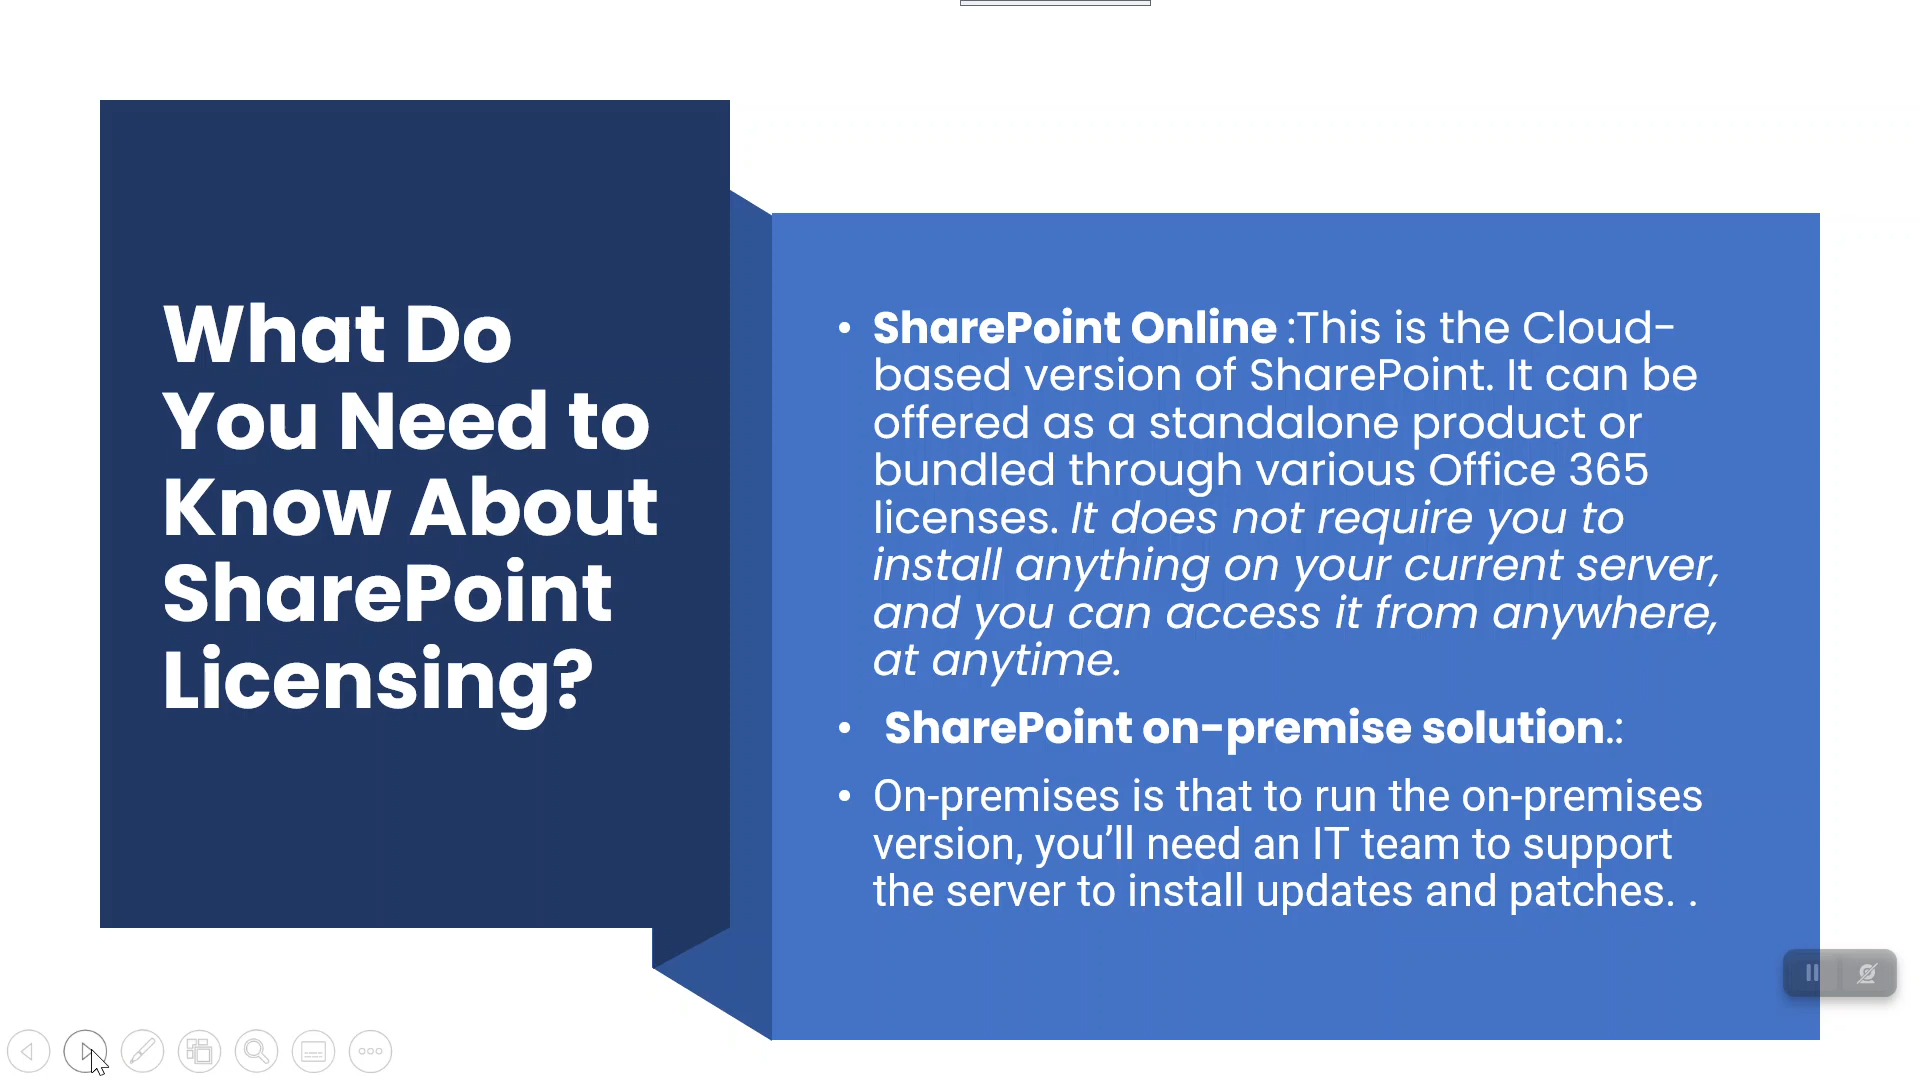 What Do
You Need to
Know About
SharePoint
Licensing?
• SharePoint Online :This is the Cloud-
based version of SharePoint. It can be
offered as a standalone product or
bundled through various Office 365
licenses. It does not require you to
install anything on your current server,
and you can access it from anywhere,
at anytime.
• SharePoint on-premise solution.:
• On-premises is that to run the on-premises
version, you’ll need an IT team to support
the server to install updates and patches. .